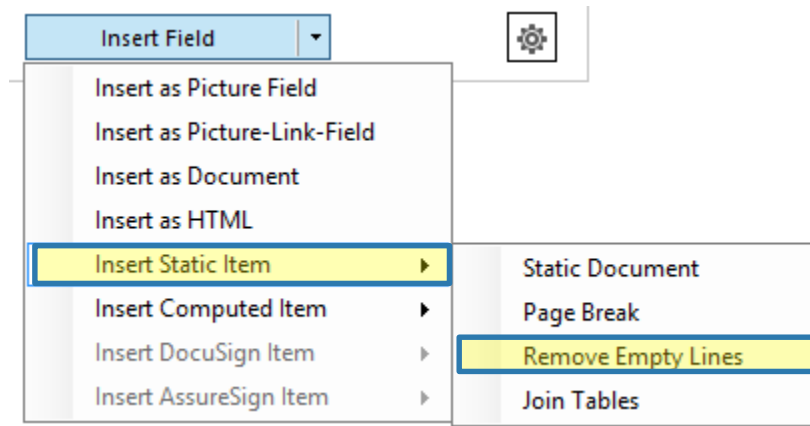 Insert Field
Insert as Picture Field
Insert as Picture-Link-Field
Insert as Document
Insert as HTML
Insert Static Item
Insert Computed Item
Insert DocuSign Item
Insert AssureSign Item
Static Document
Page Break
Remove Empty Lines
Join Tables